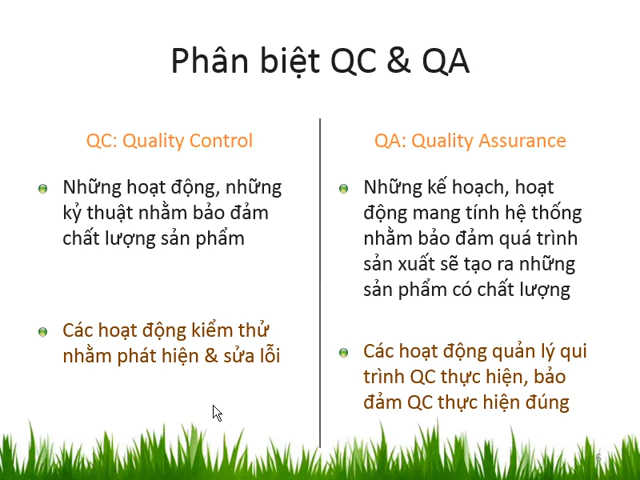 Phân biệt QC & QA
QC: Quality Control
Những hoạt động, những
kỷ thuật nhằm bảo đảm
chất lượng sản phẩm
Các hoạt động kiểm thử
nhằm phát hiện & sửa lỗi
QA: Quality Assurance
Những kế hoạch, hoạt
động mang tính hệ thống
nhằm bảo đảm quá trình
sản xuất sẽ tạo ra những
sản phẩm có chất lượng
Các hoạt động quản lý qui
trình QC thực hiện, bảo
đảm QC thực hiện đúng
6